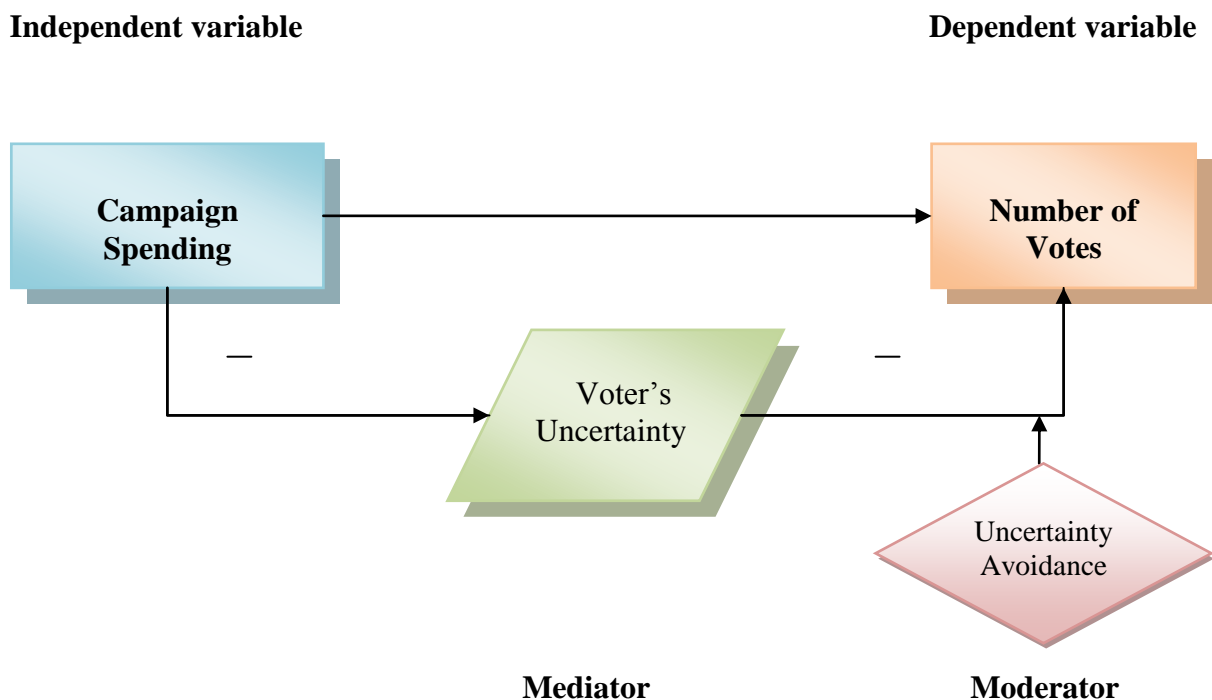 Independent variable
Dependent variable
Campaign
Spending
Number of
Votes
—
—
Voter’s
Uncertainty
Uncertainty
Avoidance
Mediator
Moderator